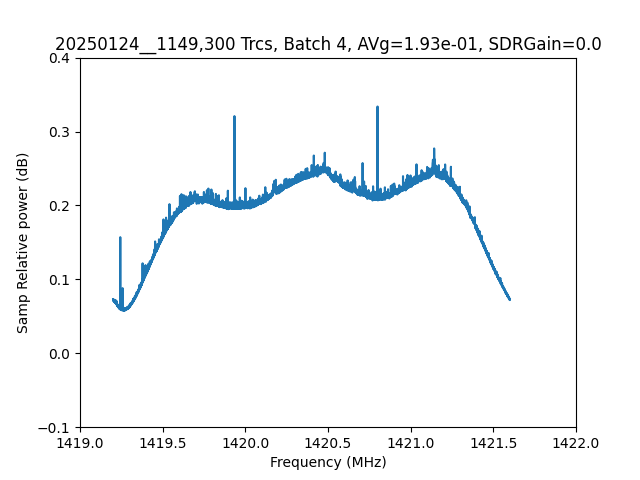 20250124__1149,300 Trcs, Batch 4, AVg=1.93e-01, SDRGain=0.0
0.4
0.3
0.2
0.1
0.0
−0.1
Samp Relative power (dB)
1419.0 1419.5 1420.0 1420.5 1421.0 1421.5 1422.0
Frequency (MHz)